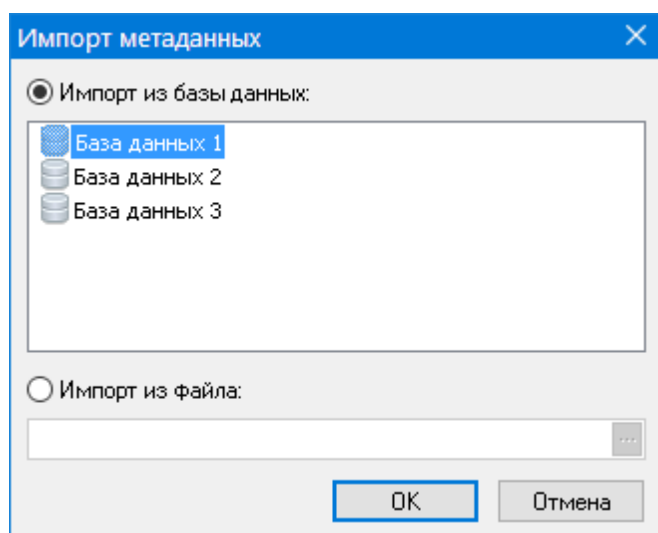 Импорт метаданных
Импорт из базы данных:
База данных 1
База данных 2
База данных 3
Импорт из файла:
...
OK Отмена